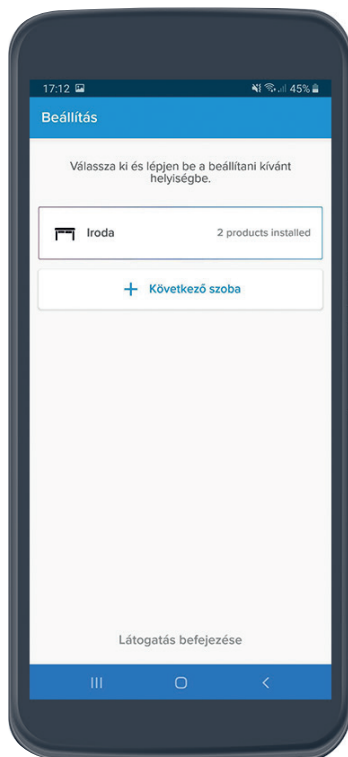 17:12 45%
Beállítás
Válassza ki és lépjen be a beállítani kívánt
helyiségbe.
Iroda 2 products installed
+ Következő szoba
Látogatás befejezése